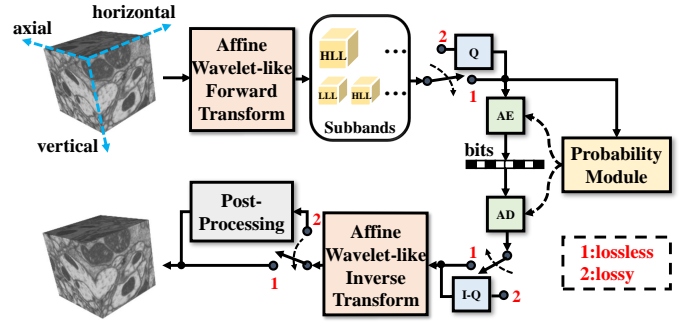 horizontal
axial
vertical
Affine
Wavelet-like
Forward
Transform
HLL
LLL
HLL
Subbands
2
Q
1
AE
bits
Probability
Module
AD
Post-
Processing
2
1
Affine
Wavelet-like
Inverse
Transform
1
I-Q
2
1:lossless
2:lossy